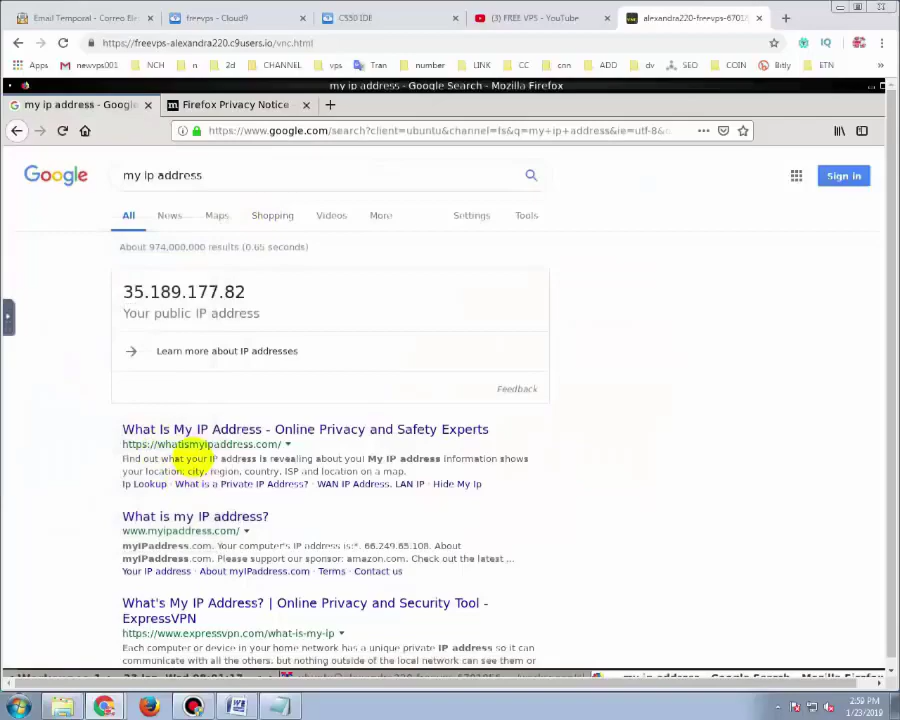 Temporal - Correo Ele
freevps - Cloud9
C550 IDE
(3) FREE VPS - YouTube
alexandra220-freevps-6701
https://freevps-alexandra220.c9users.io/vnc.html
Apps
newvps001
NCH
n
2d
CHANNEL
vps
Tran
number
LINK
CC
cnn
ADD
dv
SEO
COIN
Bitly
ETN
»
my ip address - Google Search - Mozilla Firefox
my ip address - Google
Firefox Privacy Notice
https://www.google.com/search?client=ubuntu&channel=fs&q=my+ip+address&ie=utf-8&
Google
my ip address
Sign in
All
News
Maps
Shopping
Videos
More
Settings
Tools
About 974,000,000 results (0.65 seconds)
35.189.177.82
Your public IP address
Learn more about IP addresses
Feedback
What Is My IP Address - Online Privacy and Safety Experts
https://whatismyipaddress.com/
Find out what your IP address is revealing about you! My IP address information shows
your location; city, region, country, ISP and location on a map.
Ip Lookup · What is a Private IP Address? · WAN IP Address. LAN IP · Hide My Ip
What is my IP address?
www.myipaddress.com/
myIPaddress.com. Your computer's IP address is:*. 66.249.65.108. About
myIPaddress.com. Please support our sponsor: amazon.com. Check out the latest ...
Your IP address · About myIPaddress.com · Terms · Contact us
What's My IP Address? | Online Privacy and Security Tool -
ExpressVPN
https://www.expressvpn.com/what-is-my-ip
Each computer or device in your home network has a unique private IP address so it can
communicate with all the others, but nothing outside of the local network can see them or
my ip address - Google Search - Mozilla
2:59 PM
1/23/2019